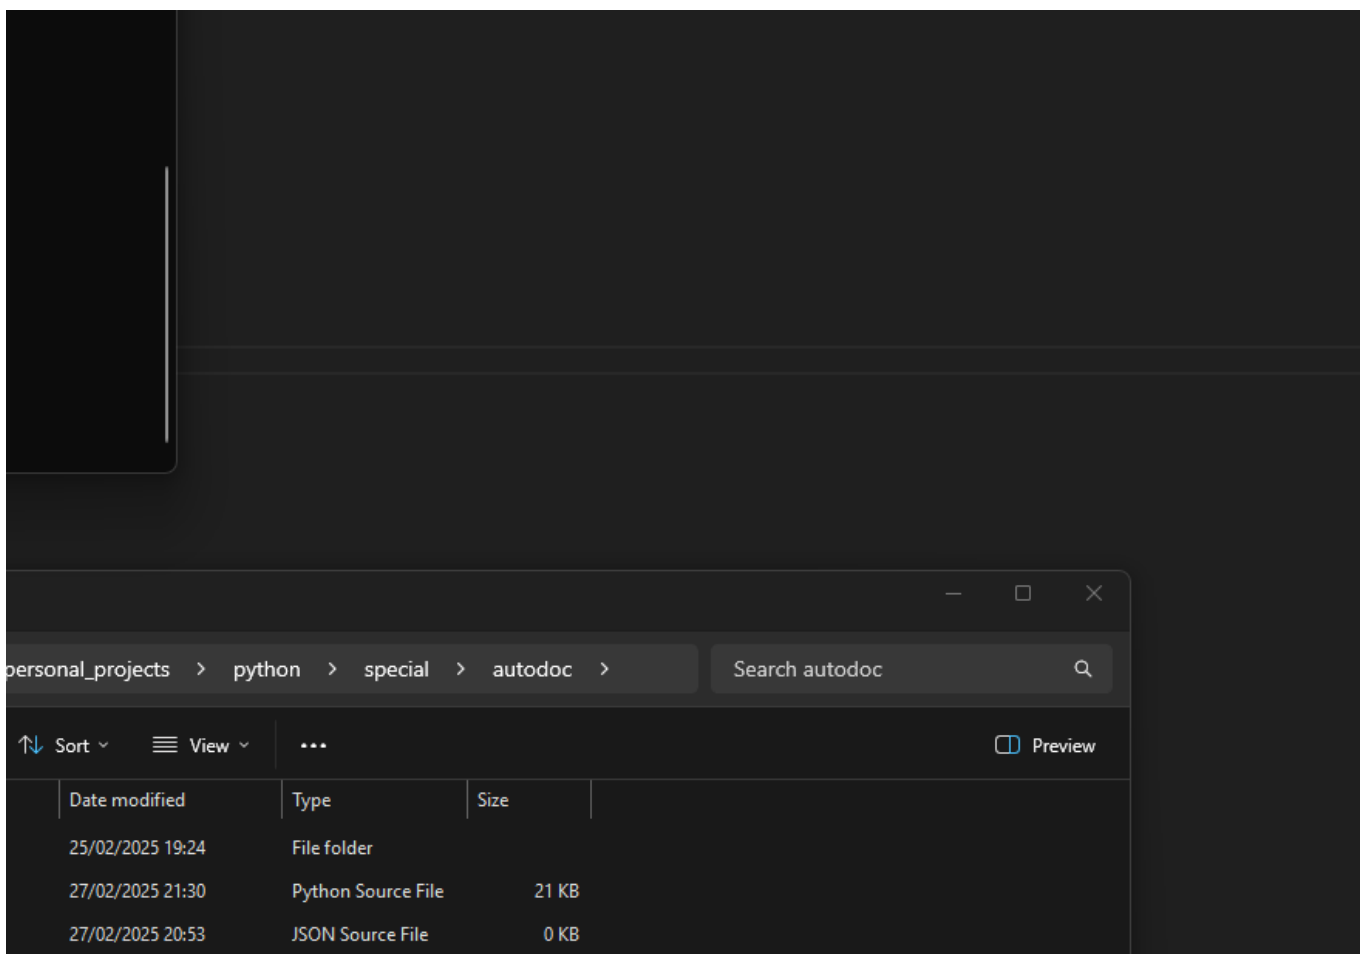 personal_projects > python > special > autodoc > Search autodoc
Sort View ••• Preview
Date modified Type Size
25/02/2025 19:24 File folder
27/02/2025 21:30 Python Source File 21 KB
27/02/2025 20:53 JSON Source File 0 KB